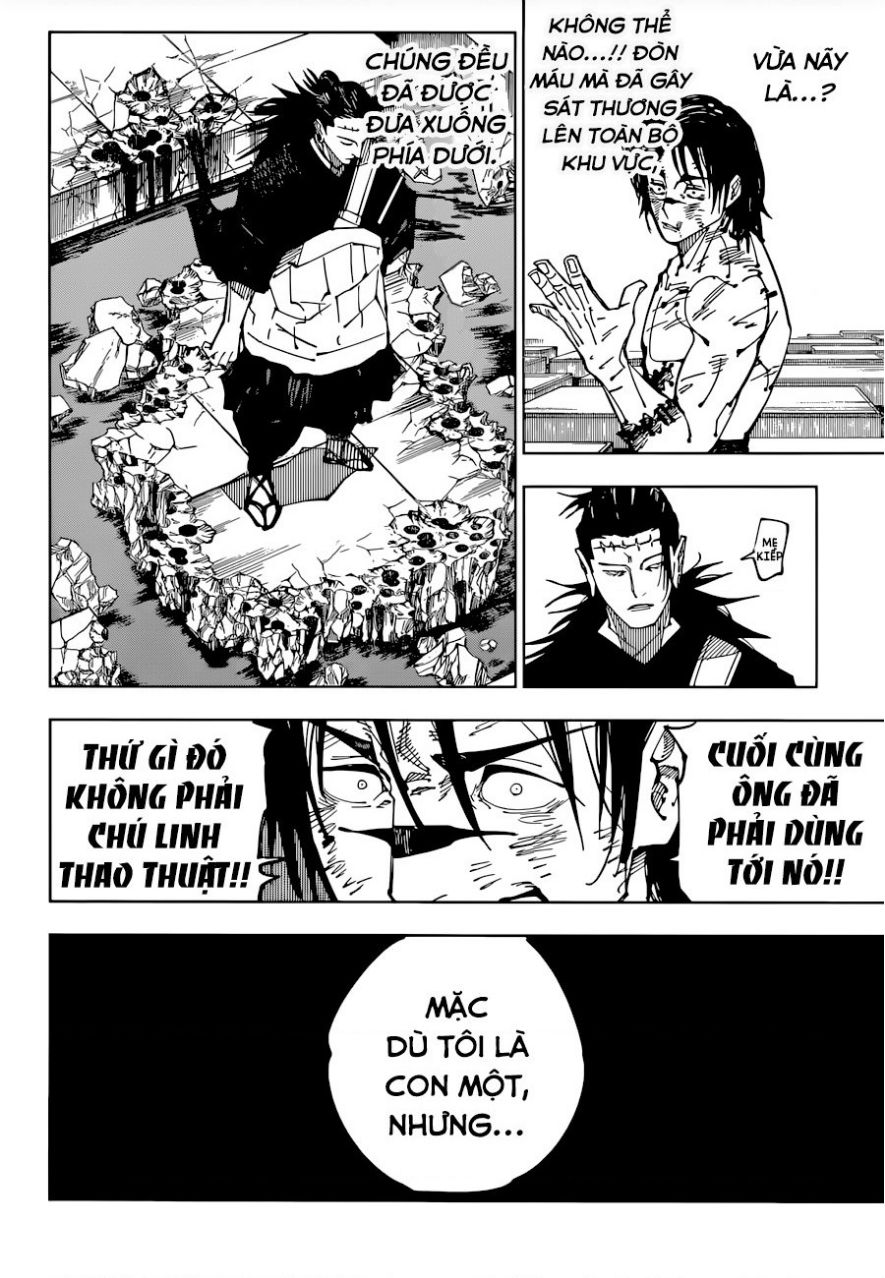 VỪA NÃY
LÀ...?
KHÔNG THỂ
NÀO...!! ĐÒN
MÁU MÀ ĐÃ GÂY
SÁT THƯƠNG
LÊN TOÀN BỘ
KHU VỰC,
CHÚNG ĐỀU
ĐÃ ĐƯỢC
ĐƯA XUỐNG
PHÍA DƯỚI.
MẸ
KIẾP
CUỐI CÙNG
ÔNG ĐÃ
PHẢI DÙNG
TỚI NÓ!!
THỨ GÌ ĐÓ
KHÔNG PHẢI
CHÚ LINH
THAO THUẬT!!
MẶC
DÙ TÔI LÀ
CON MỘT,
NHƯNG...